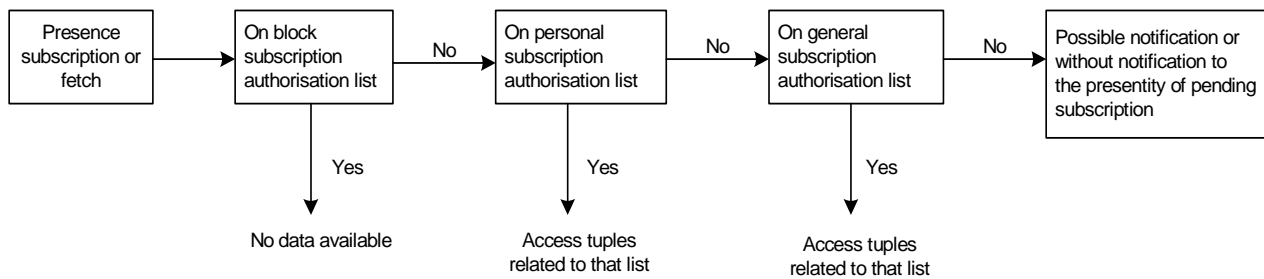 Presence
subscription or
fetch
On block
subscription
authorisation list
No
On personal
subscription
authorisation list
No
On general
subscription
authorisation list
No
Possible notification or
without notification to
the presentity of pending
subscription
Yes
Yes
Yes
No data available
Access tuples
related to that list
Access tuples
related to that list